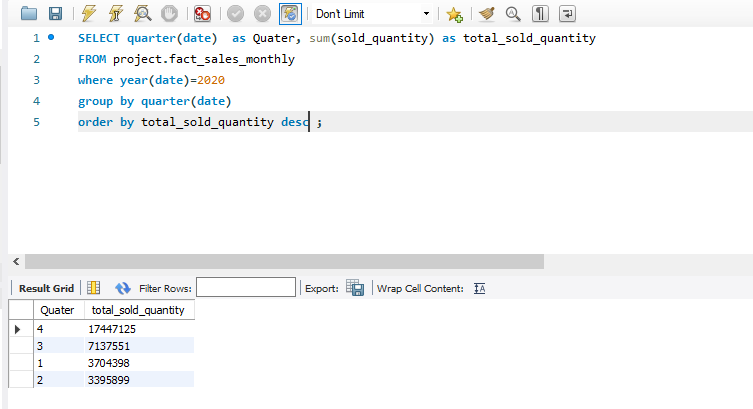 Don't Limit
1 SELECT quarter(date)  as Quater, sum(sold_quantity) as total_sold_quantity
2 FROM project.fact_sales_monthly
3 where year(date)=2020
4 group by quarter(date)
5 order by total_sold_quantity desc ;
Result Grid Filter Rows: Export: Wrap Cell Content:
Quater total_sold_quantity
4 17447125
3 7137551
1 3704398
2 3395899